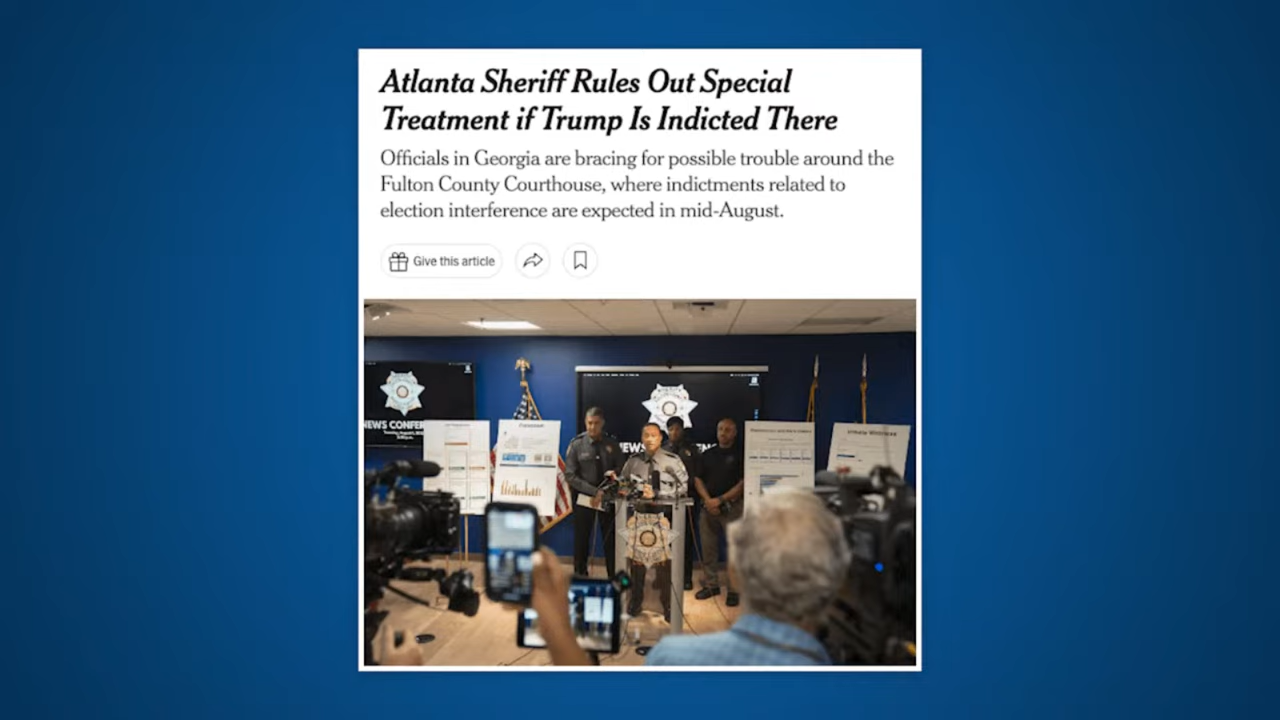 Atlanta Sheriff Rules Out Special
Treatment if Trump Is Indicted There
Officials in Georgia are bracing for possible trouble around the
Fulton County Courthouse, where indictments related to
election interference are expected in mid-August.
Give this article
NEWS CONFER